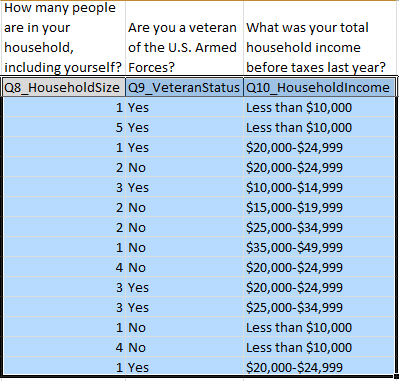 How many people are in your household, including yourself? Are you a veteran of the U.S. Armed Forces? What was your total household income before taxes last year?
Q8_HouseholdSize Q9_VeteranStatus Q10_HouseholdIncome
1 Yes Less than $10,000
5 Yes Less than $10,000
1 Yes $20,000-$24,999
2 No $20,000-$24,999
3 Yes $10,000-$14,999
2 No $15,000-$19,999
2 No $25,000-$34,999
1 No $35,000-$49,999
4 No $20,000-$24,999
3 Yes $20,000-$24,999
3 Yes $25,000-$34,999
1 No Less than $10,000
4 No Less than $10,000
1 Yes $20,000-$24,999